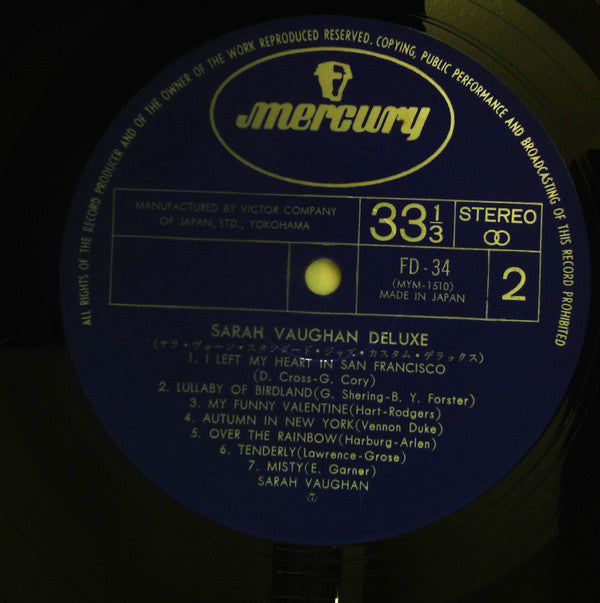 ALL RIGHTS OF THE RECORD PRODUCER AND OF THE OWNER OF THE WORK REPRODUCED RESERVED. COPYING, PUBLIC PERFORMANCE AND BROADCASTING OF THIS RECORD PROHIBITED
mercury
MANUFACTURED BY VICTOR COMPANY
OF JAPAN, LTD., YOKOHAMA
33 1/3
STEREO
FD-34
(MYM-1510)
MADE IN JAPAN
2
SARAH VAUGHAN DELUXE
(サラ・ヴォーン・スタンダード・ジャズ・カスタム・デラックス)
1. I LEFT MY HEART IN SAN FRANCISCO
(D. Cross-G. Cory)
2. LULLABY OF BIRDLAND(G. Shering-B. Y. Forster)
3. MY FUNNY VALENTINE(Hart-Rodgers)
4. AUTUMN IN NEW YORK(Vennon Duke)
5. OVER THE RAINBOW(Harburg-Arlen)
6. TENDERLY(Lawrence-Grose)
7. MISTY(E. Garner)
SARAH VAUGHAN